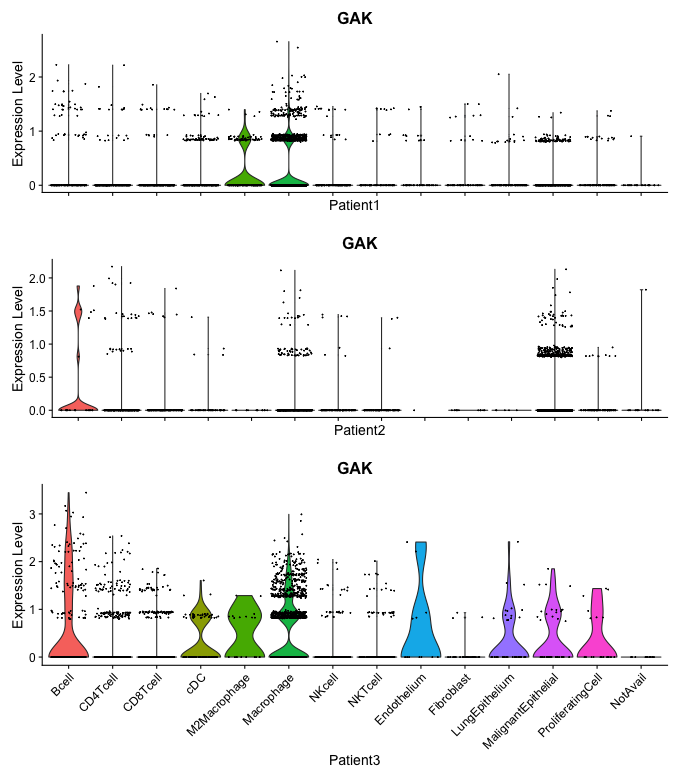 GAK
Expression Level
2
1
0
Patient1
GAK
Expression Level
2.0
1.5
1.0
0.5
0.0
Patient2
GAK
Expression Level
3
2
1
0
Bcell
CD4Tcell
CD8Tcell
cDC
M2Macrophage
Macrophage
NKcell
NKTcell
Endothelium
Fibroblast
LungEpithelium
MalignantEpithelial
ProliferatingCell
NotAvail
Patient3